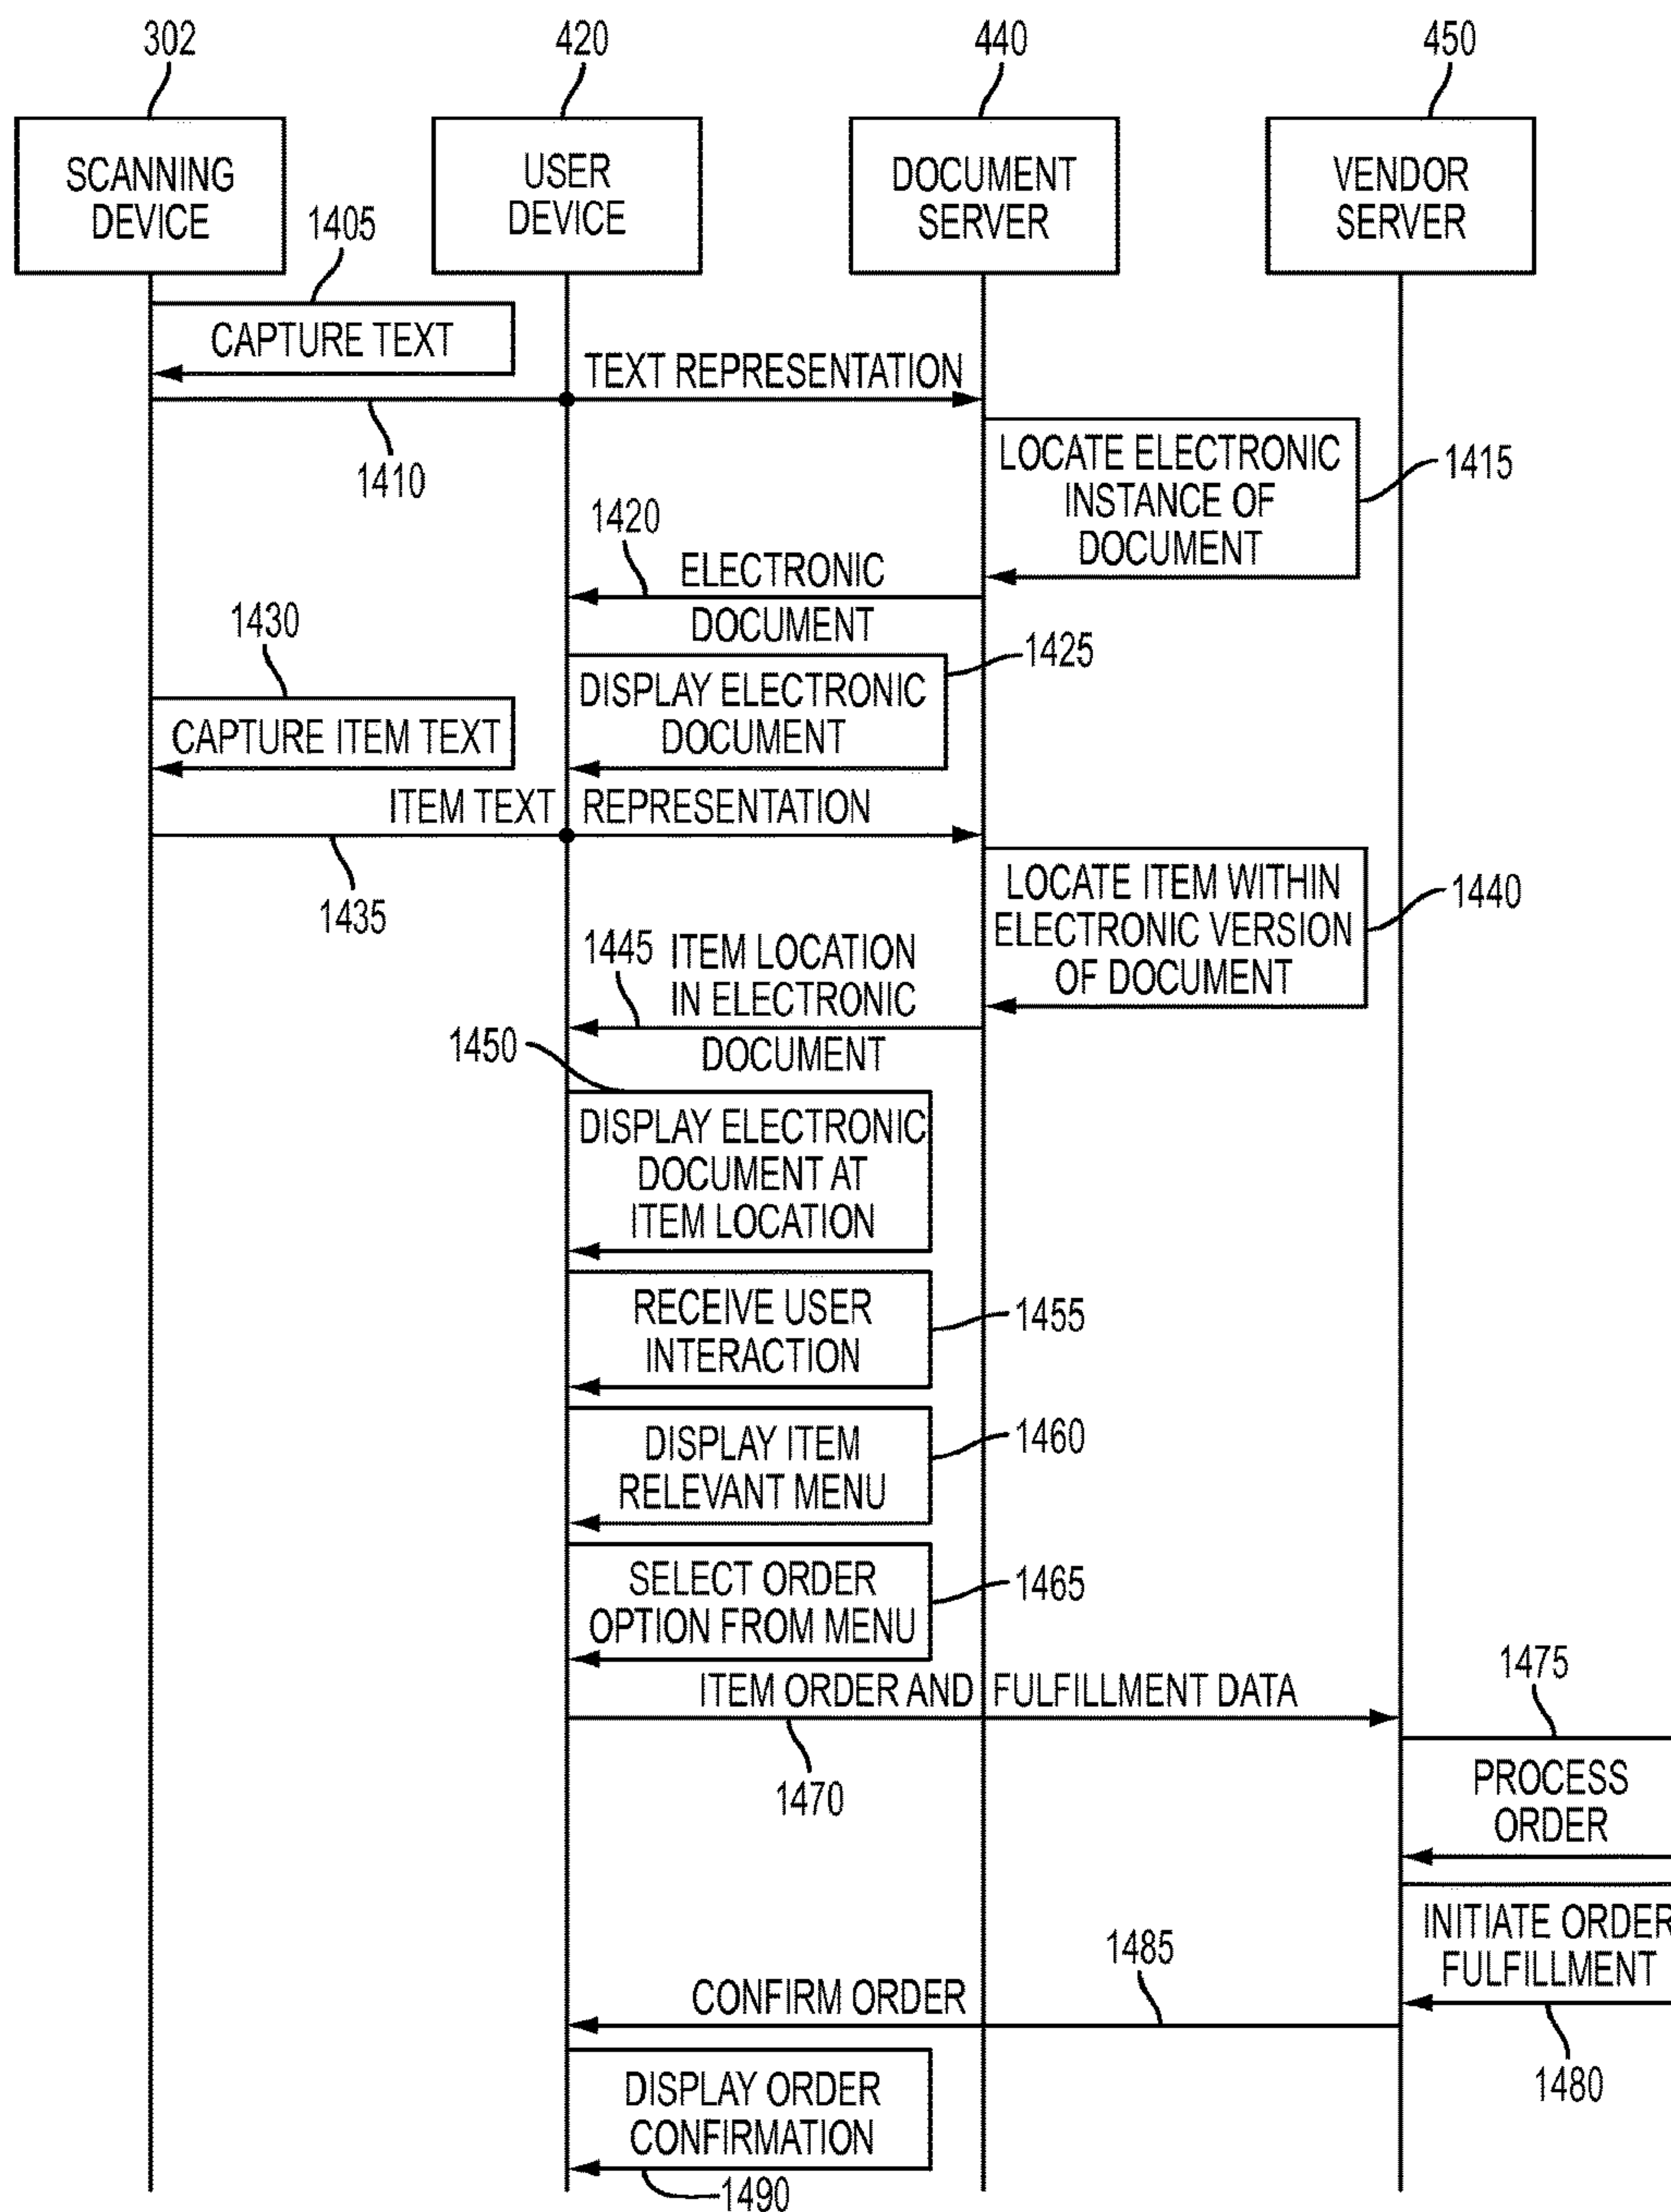 302
420
440
450
SCANNING
DEVICE
USER
DEVICE
DOCUMENT
SERVER
VENDOR
SERVER
1405
CAPTURE TEXT
TEXT REPRESENTATION
1410
LOCATE ELECTRONIC
INSTANCE OF
DOCUMENT
1415
1420
ELECTRONIC
DOCUMENT
1430
CAPTURE ITEM TEXT
DISPLAY ELECTRONIC
DOCUMENT
1425
ITEM TEXT REPRESENTATION
1435
LOCATE ITEM WITHIN
ELECTRONIC VERSION
OF DOCUMENT
1440
1445
ITEM LOCATION
IN ELECTRONIC
DOCUMENT
1450
DISPLAY ELECTRONIC
DOCUMENT AT
ITEM LOCATION
RECEIVE USER
INTERACTION
1455
DISPLAY ITEM
RELEVANT MENU
1460
SELECT ORDER
OPTION FROM MENU
1465
ITEM ORDER AND FULFILLMENT DATA
1470
1475
PROCESS
ORDER
INITIATE ORDER
FULFILLMENT
1480
1485
CONFIRM ORDER
DISPLAY ORDER
CONFIRMATION
1490